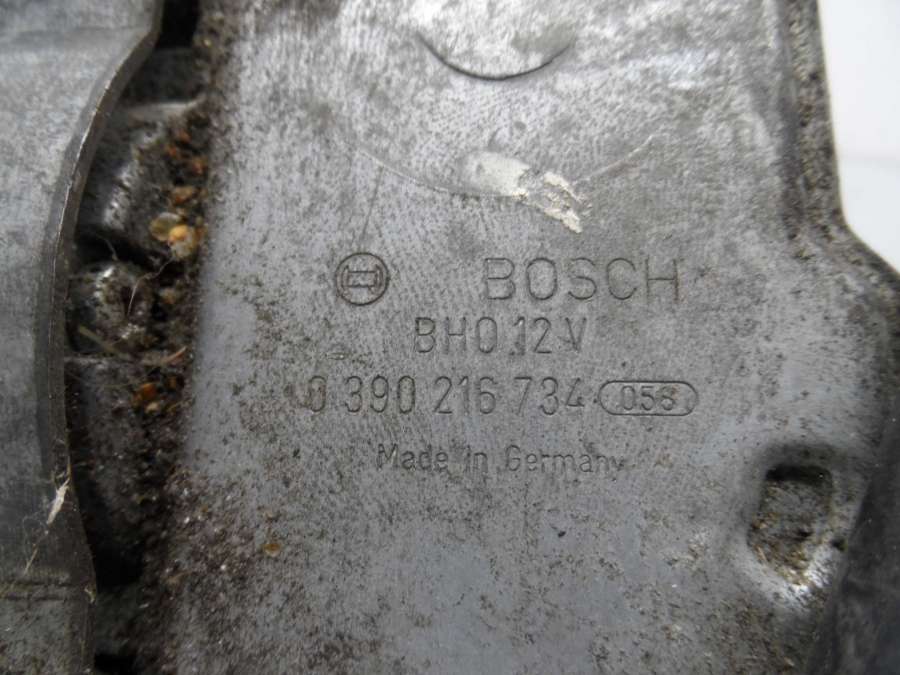 BOSCH
BHO 12 V
0 390 216 734 058
Made in Germany